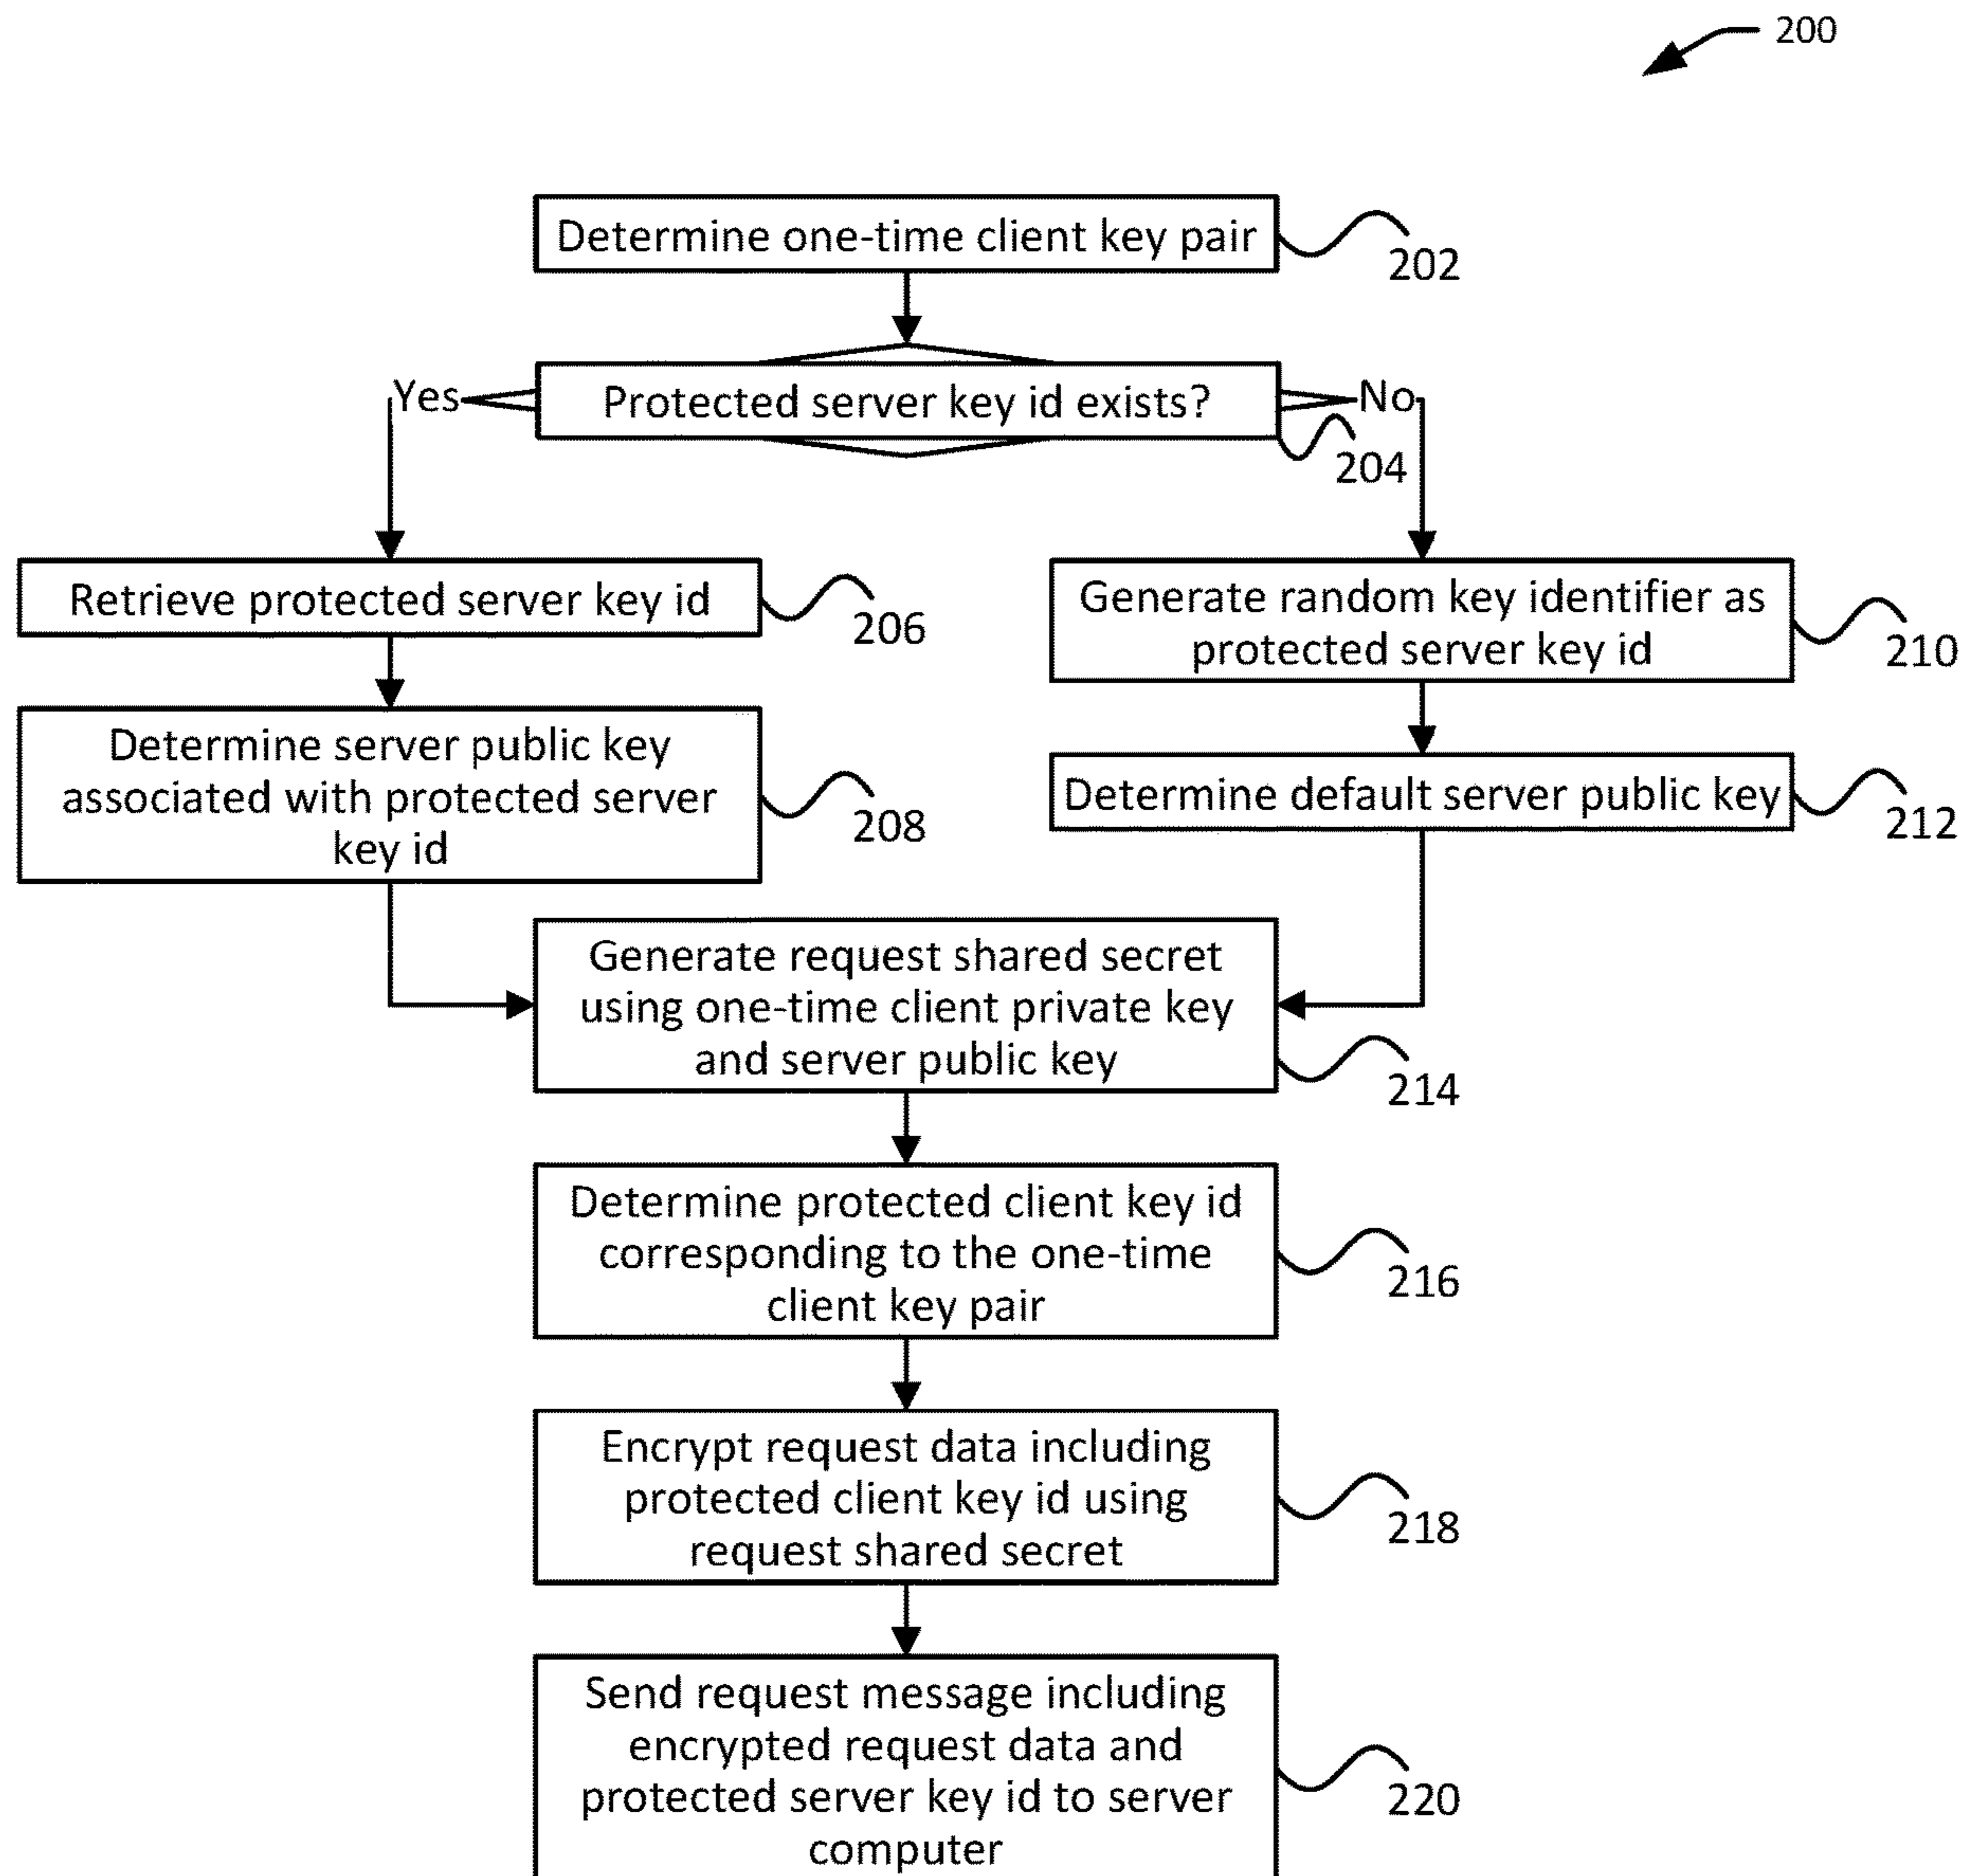 200
Determine one-time client key pair
202
Protected server key id exists?
Yes
No
204
Retrieve protected server key id
206
Generate random key identifier as
protected server key id
210
Determine server public key
associated with protected server
key id
208
Determine default server public key
212
Generate request shared secret
using one-time client private key
and server public key
214
Determine protected client key id
corresponding to the one-time
client key pair
216
Encrypt request data including
protected client key id using
request shared secret
218
Send request message including
encrypted request data and
protected server key id to server
computer
220